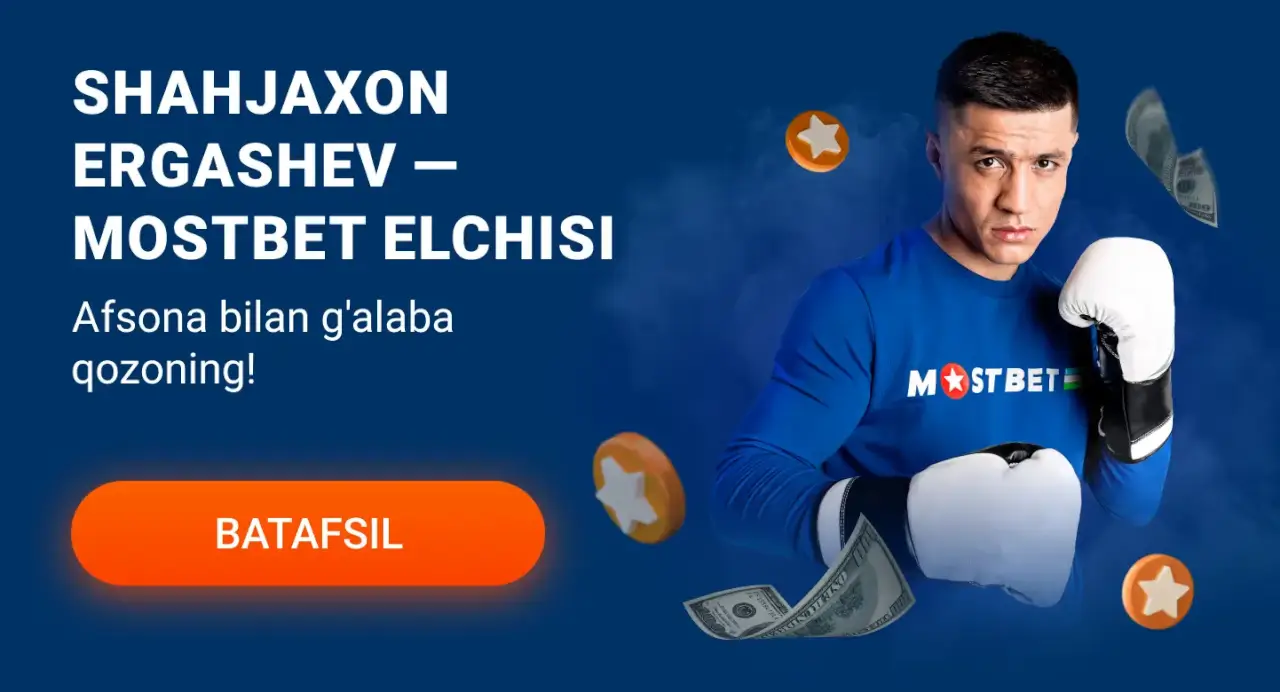 SHAHJAXON
ERGASHEV —
MOSTBET ELCHISI
Afsona bilan g'alaba
qozoning!
BATAFSIL
MOSTBET